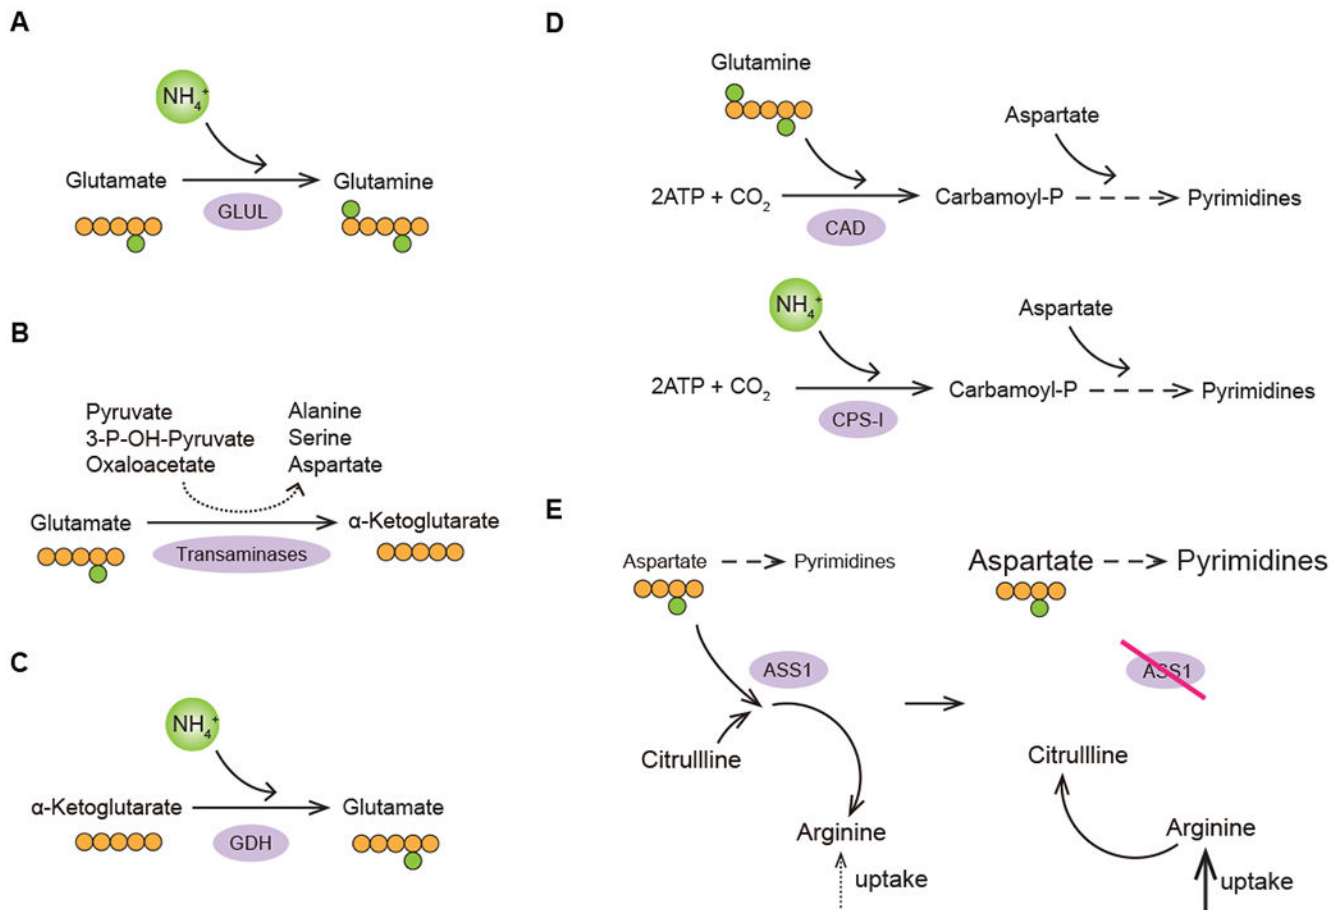 A
NH₄⁺
Glutamate
Glutamine
GLUL
B
Pyruvate
3-P-OH-Pyruvate
Oxaloacetate
Alanine
Serine
Aspartate
Glutamate
α-Ketoglutarate
Transaminases
C
NH₄⁺
α-Ketoglutarate
Glutamate
GDH
D
Glutamine
Aspartate
2ATP + CO₂
Carbamoyl-P
Pyrimidines
CAD
NH₄⁺
Aspartate
2ATP + CO₂
Carbamoyl-P
Pyrimidines
CPS-I
E
Aspartate
Pyrimidines
ASS1
Citrullline
Arginine
uptake
Aspartate
Pyrimidines
ASS1
Citrullline
Arginine
uptake